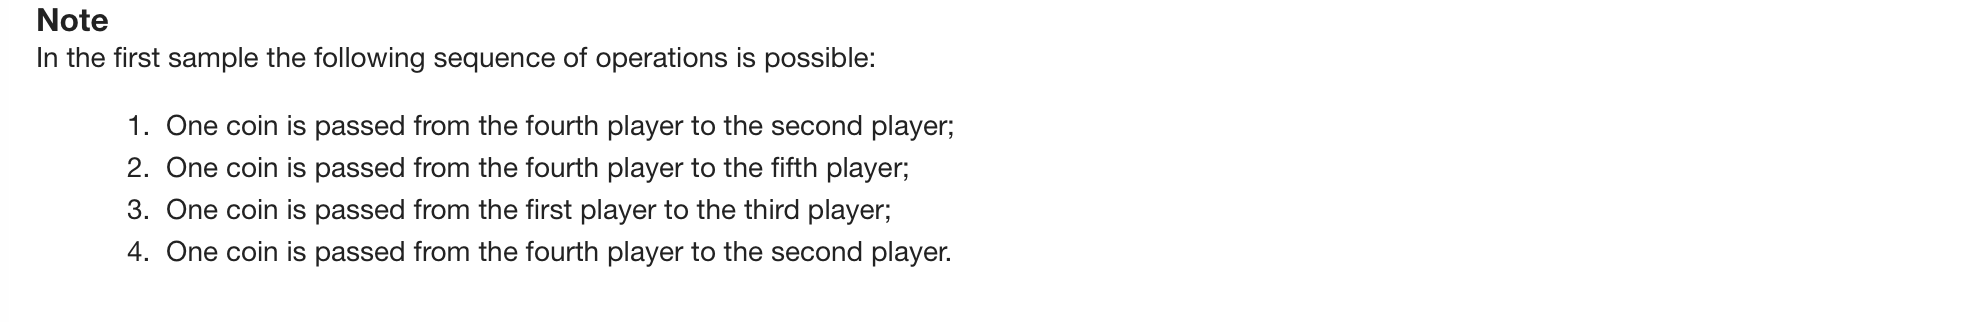 Note
In the first sample the following sequence of operations is possible:
1. One coin is passed from the fourth player to the second player;
2. One coin is passed from the fourth player to the fifth player;
3. One coin is passed from the first player to the third player;
4. One coin is passed from the fourth player to the second player.